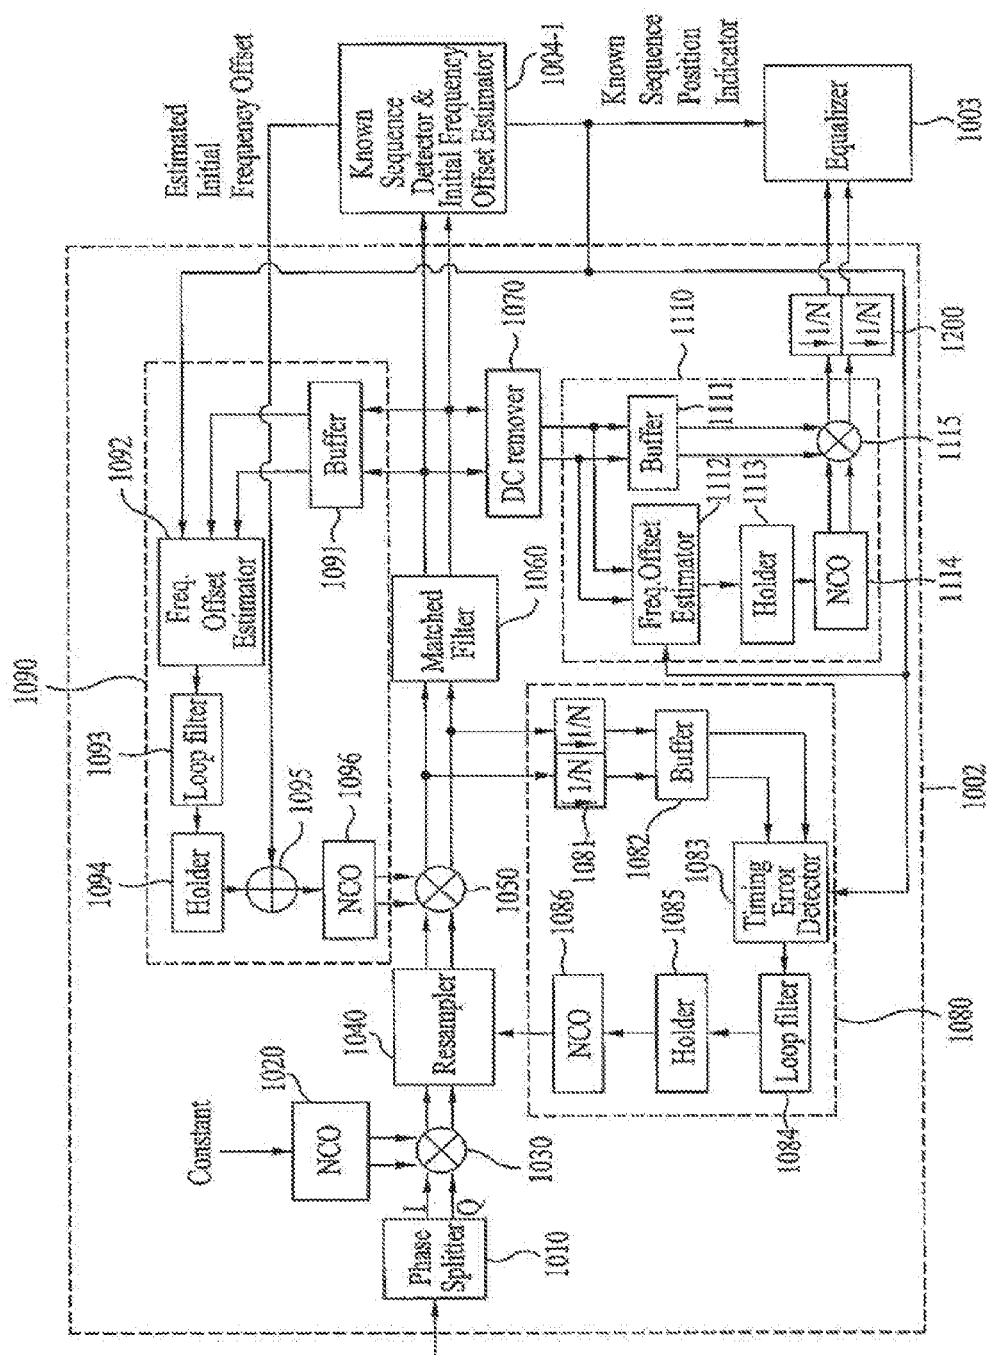 Estimated
Initial
Frequency Offset
Known
Sequence
Detector &
Initial Frequency
Offset Estimator
1004-1
Known
Sequence
Position
Indicator
Equalizer
1003
1090
1092
Freq.
Offset
Estimator
1093
Loop filter
1094
Holder
1095
1096
NCO
Buffer
1091
1070
DC remover
1060
Matched
Filter
1050
1040
Resampler
Constant
1020
NCO
1030
I
Q
Phase
Splitter
1010
1110
Buffer
1111
1112
Freq.Offset
Estimator
1113
Holder
NCO
1114
1115
1/N
1/N
1200
1/N
1/N
1081
Buffer
1082
1083
Timing
Error
Detector
1084
Loop filter
1085
Holder
1086
NCO
1080
1002